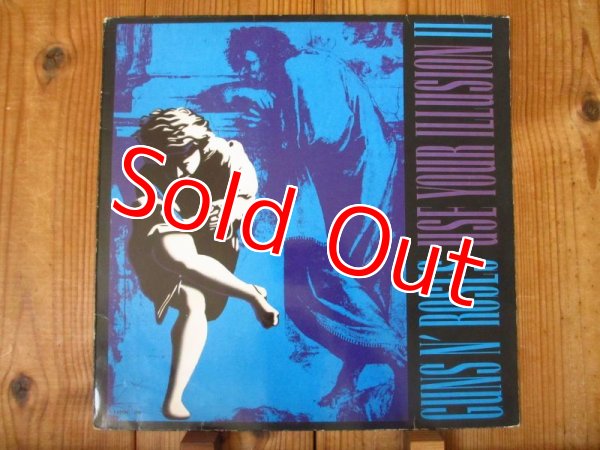 GUNS N' ROSES USE YOUR ILLUSION II
Sold Out